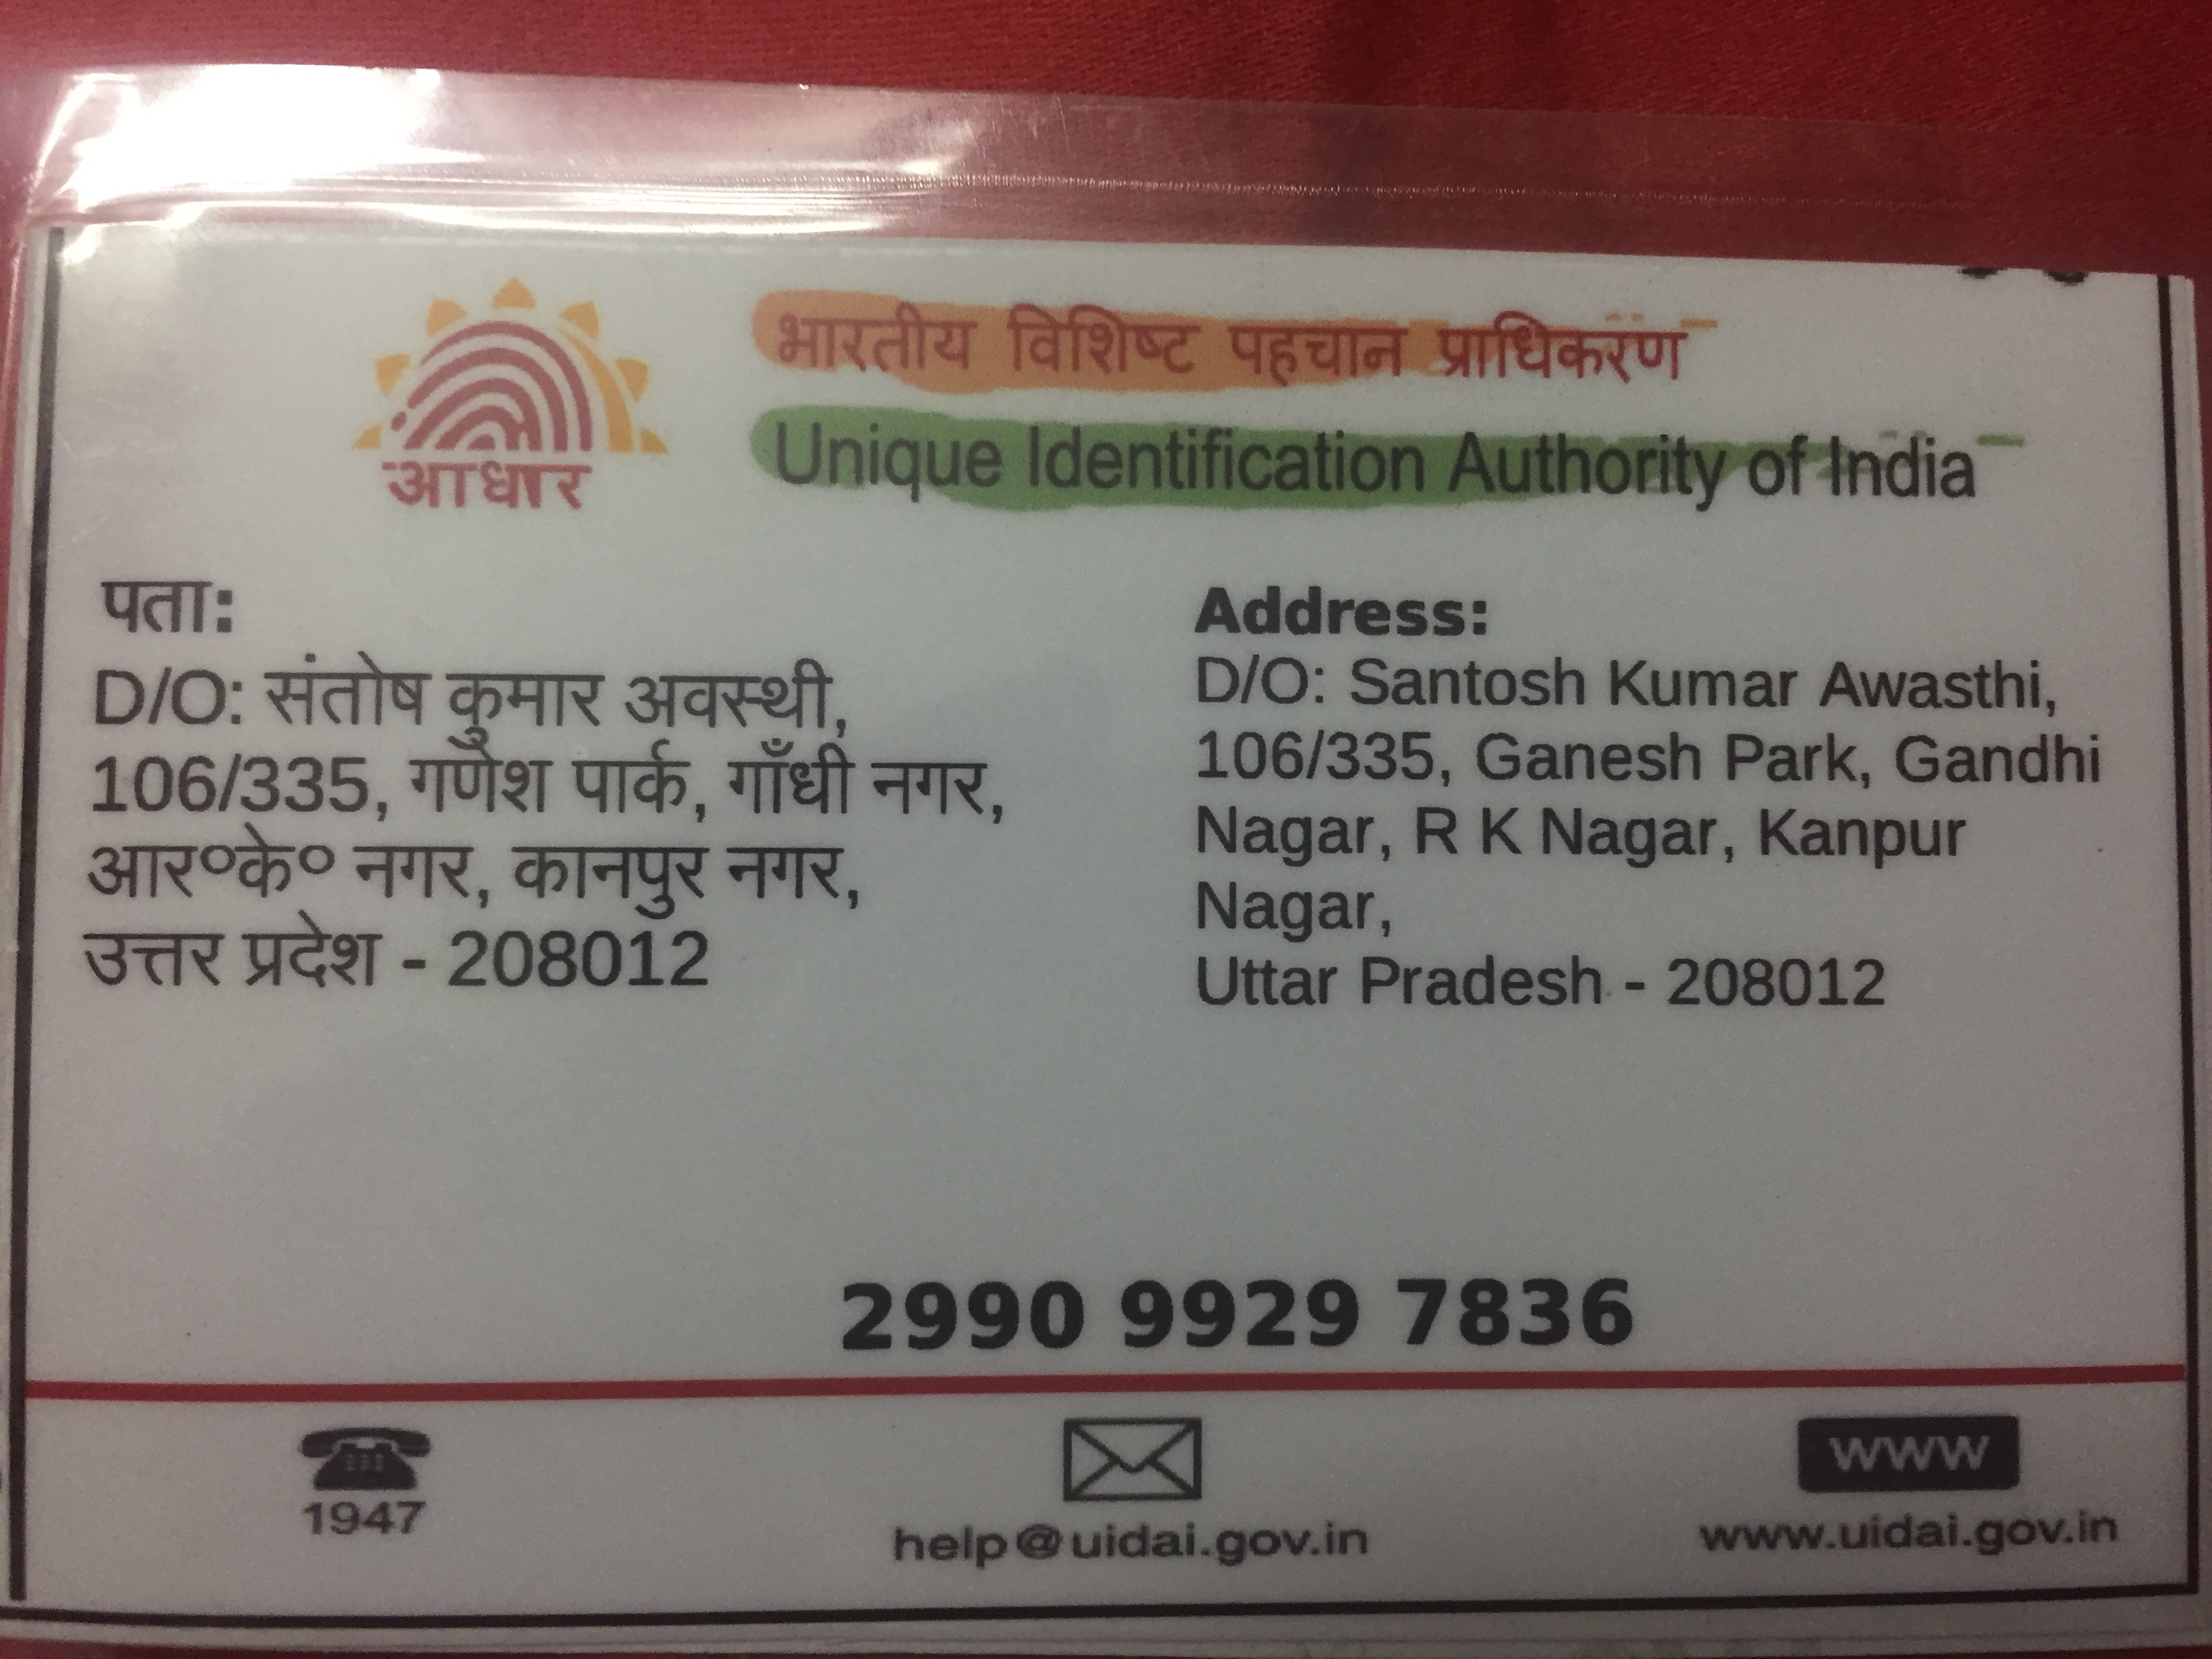 भारतीय विशिष्ट पहचान प्राधिकरण
Unique Identification Authority of India
आधार
पता:
D/O: संतोष कुमार अवस्थी,
106/335, गणेश पार्क, गाँधी नगर,
आर०के० नगर, कानपुर नगर,
उत्तर प्रदेश - 208012
Address:
D/O: Santosh Kumar Awasthi,
106/335, Ganesh Park, Gandhi
Nagar, R K Nagar, Kanpur
Nagar,
Uttar Pradesh - 208012
2990 9929 7836
1947
help@uidai.gov.in
www
www.uidai.gov.in